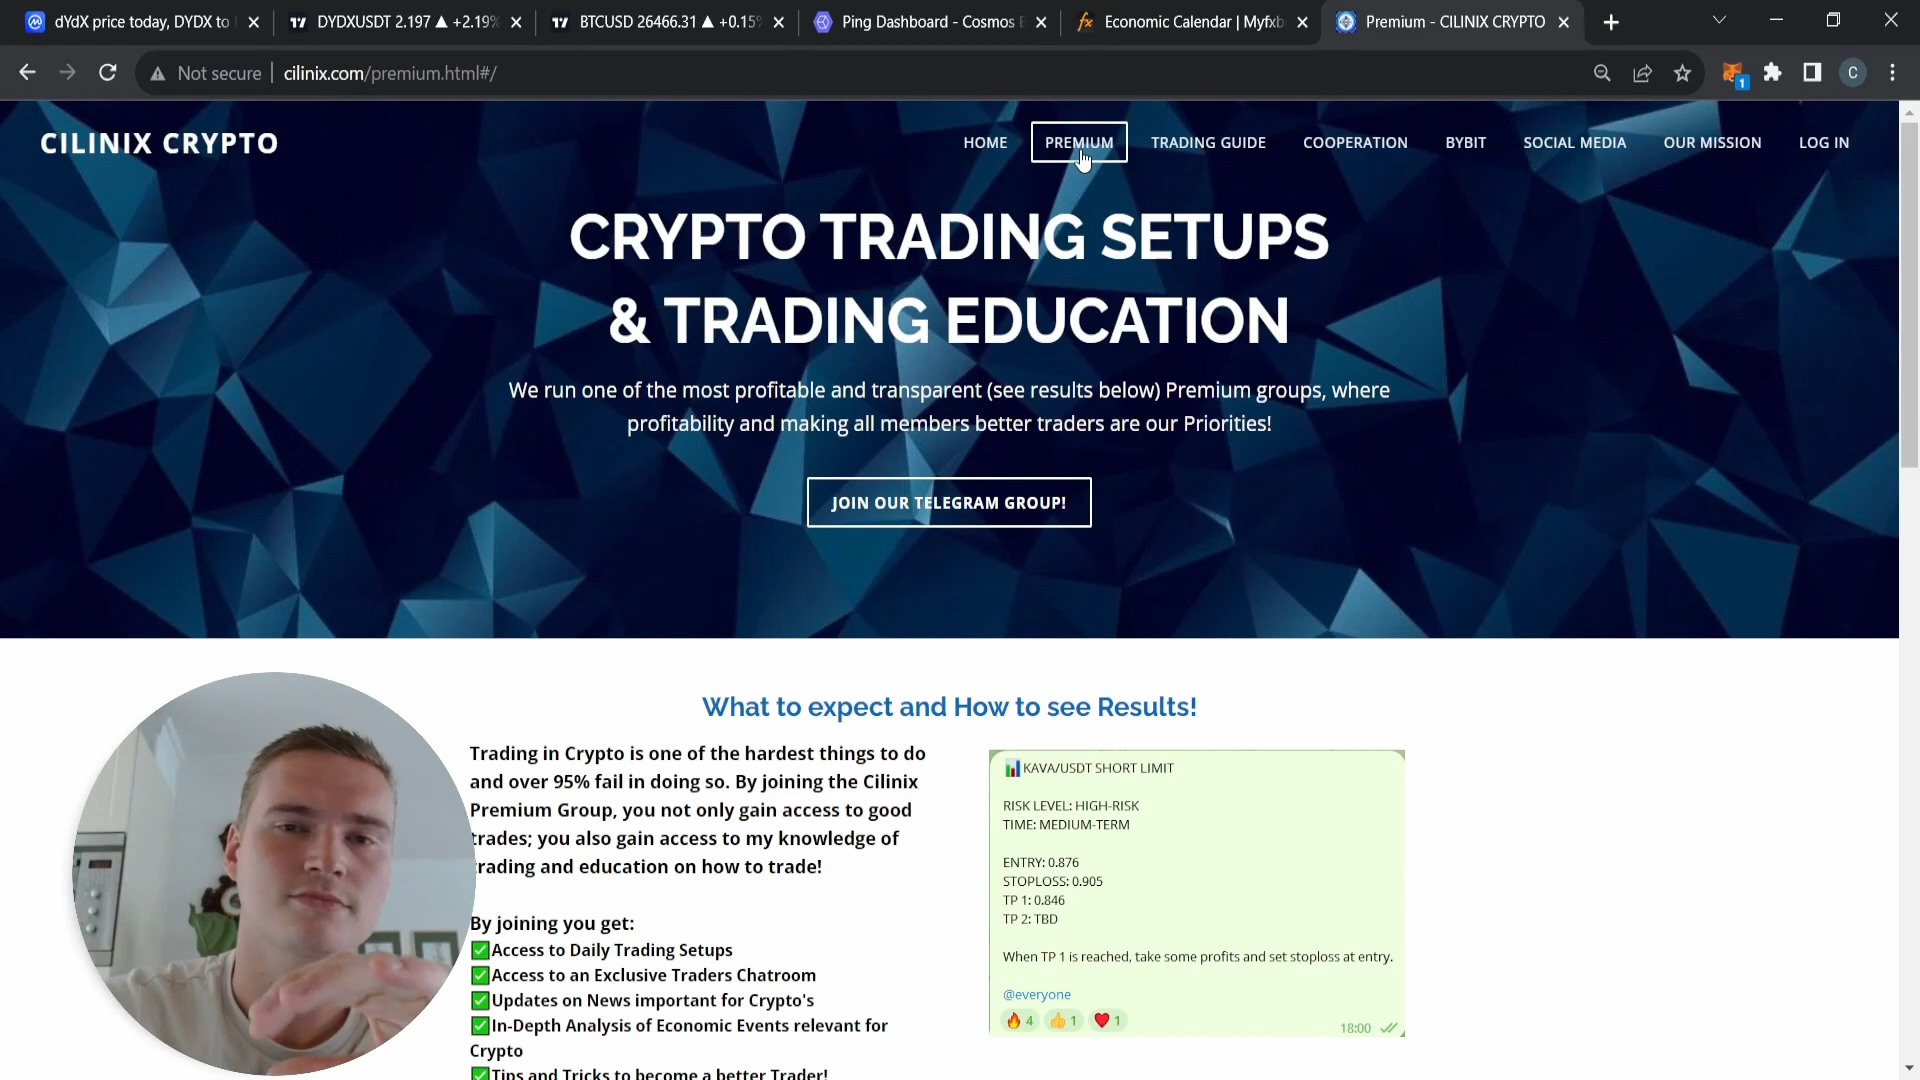 dYdX price today, DYDX to
DYDXUSDT 2.197 ▲ +2.19%
BTCUSD 26466.31 ▲ +0.15%
Ping Dashboard - Cosmos
Economic Calendar | Myfxb
Premium - CILINIX CRYPTO
Not secure
cilinix.com/premium.html#/
1
C
CILINIX CRYPTO
HOME
PREMIUM
TRADING GUIDE
COOPERATION
BYBIT
SOCIAL MEDIA
OUR MISSION
LOG IN
CRYPTO TRADING SETUPS
& TRADING EDUCATION
We run one of the most profitable and transparent (see results below) Premium groups, where
profitability and making all members better traders are our Priorities!
JOIN OUR TELEGRAM GROUP!
What to expect and How to see Results!
Trading in Crypto is one of the hardest things to do
and over 95% fail in doing so. By joining the Cilinix
Premium Group, you not only gain access to good
trades; you also gain access to my knowledge of
trading and education on how to trade!
By joining you get:
✅Access to Daily Trading Setups
✅Access to an Exclusive Traders Chatroom
✅Updates on News important for Crypto's
✅In-Depth Analysis of Economic Events relevant for
Crypto
✅Tips and Tricks to become a better Trader!
📊KAVA/USDT SHORT LIMIT
RISK LEVEL: HIGH-RISK
TIME: MEDIUM-TERM
ENTRY: 0.876
STOPLOSS: 0.905
TP 1: 0.846
TP 2: TBD
When TP 1 is reached, take some profits and set stoploss at entry.
@everyone
🔥 4 👍 1 ❤️ 1
18:00